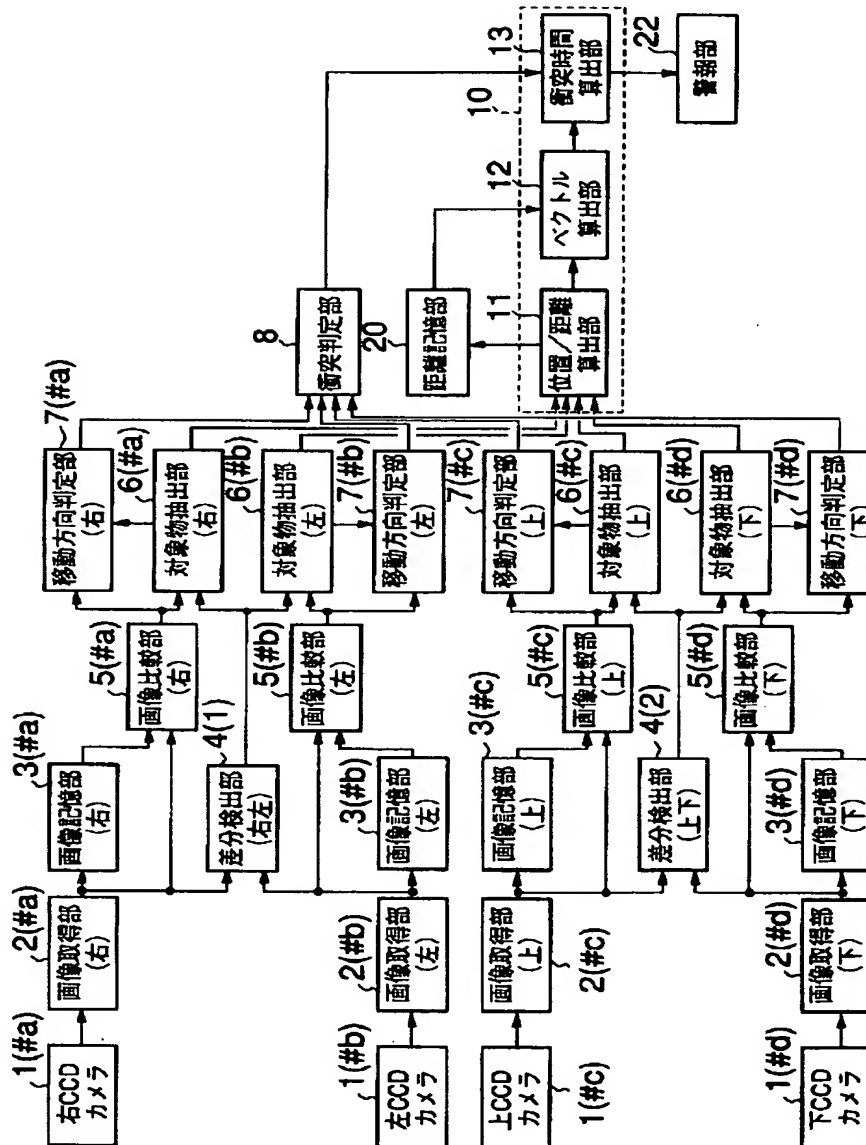 1(#a)
右CCD
カメラ
2(#a)
画像取得部
(右)
3(#a)
画像記憶部
(右)
4(1)
差分検出部
(右左)
5(#a)
画像比較部
(右)
6(#a)
対象物抽出部
(右)
7(#a)
移動方向判定部
(右)
1(#b)
左CCD
カメラ
2(#b)
画像取得部
(左)
3(#b)
画像記憶部
(左)
5(#b)
画像比較部
(左)
6(#b)
対象物抽出部
(左)
7(#b)
移動方向判定部
(左)
1(#c)
上CCD
カメラ
2(#c)
画像取得部
(上)
3(#c)
画像記憶部
(上)
4(2)
差分検出部
(上下)
5(#c)
画像比較部
(上)
7(#c)
移動方向判定部
(上)
6(#c)
対象物抽出部
(上)
1(#d)
下CCD
カメラ
2(#d)
画像取得部
(下)
3(#d)
画像記憶部
(下)
5(#d)
画像比較部
(下)
6(#d)
対象物抽出部
(下)
7(#d)
移動方向判定部
(下)
8
衝突判定部
20
距離記憶部
10
11
位置/距離
算出部
12
ベクトル
算出部
13
衝突時間
算出部
22
警報部